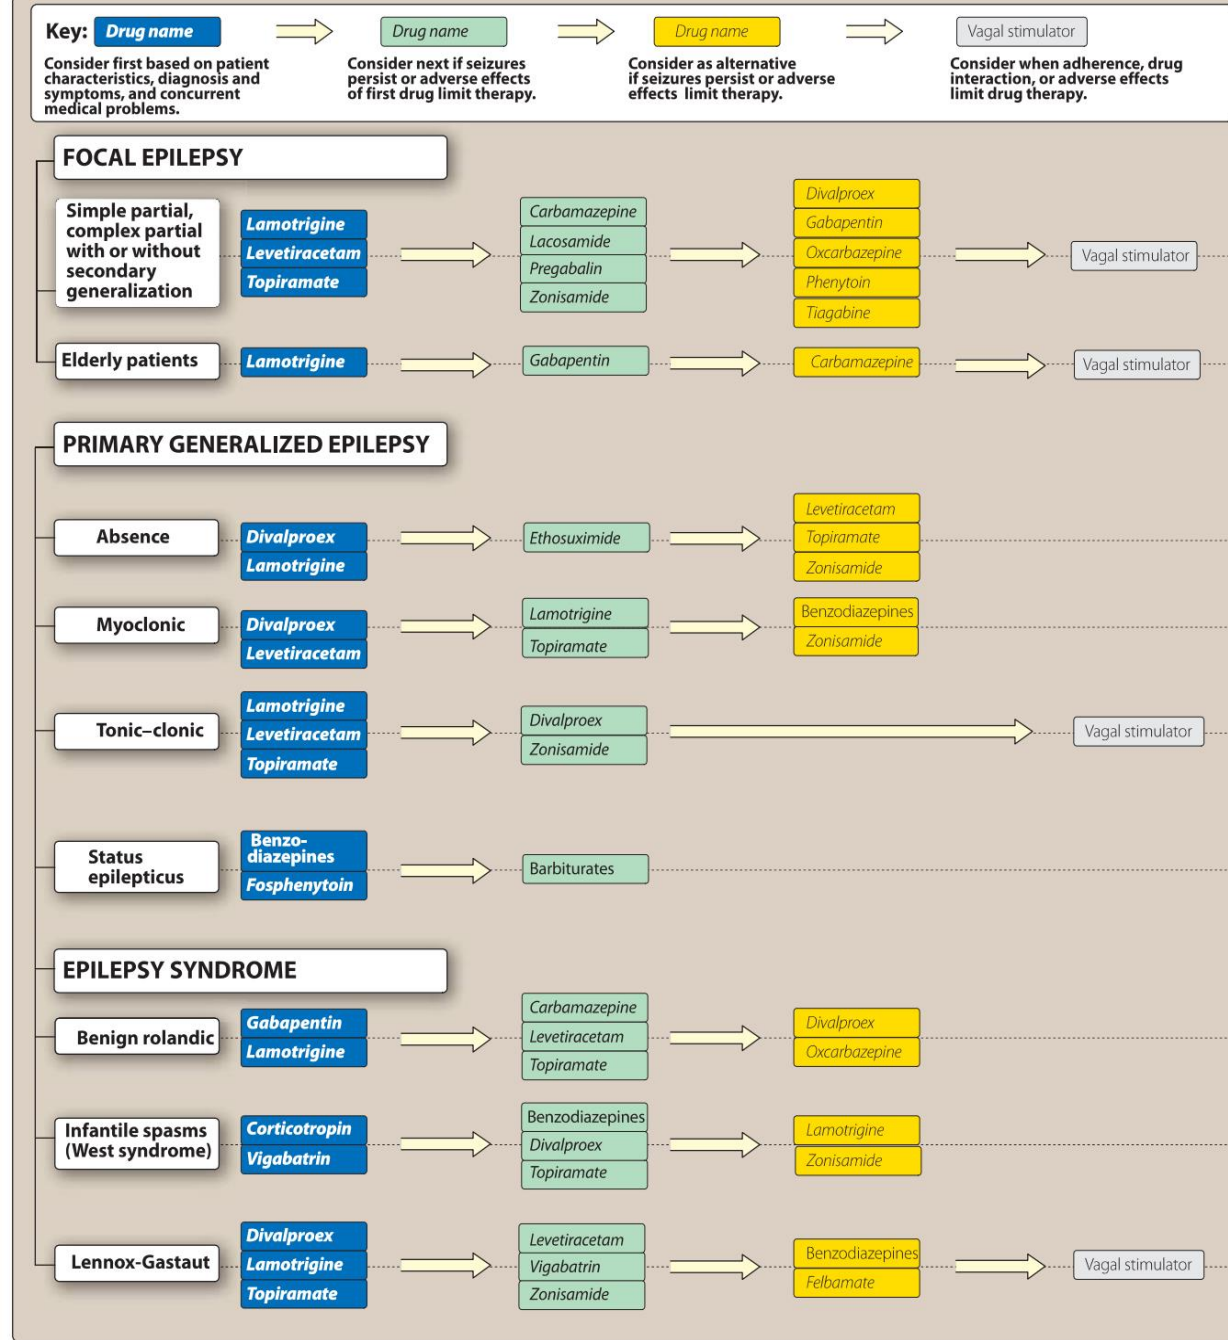 Key: Drug name
Drug name
Drug name
Vagal stimulator
Consider first based on patient
characteristics, diagnosis and
symptoms, and concurrent
medical problems.
Consider next if seizures
persist or adverse effects
of first drug limit therapy.
Consider as alternative
if seizures persist or adverse
effects limit therapy.
Consider when adherence, drug
interaction, or adverse effects
limit drug therapy.
FOCAL EPILEPSY
Simple partial,
complex partial
with or without
secondary
generalization
Lamotrigine
Levetiracetam
Topiramate
Carbamazepine
Lacosamide
Pregabalin
Zonisamide
Divalproex
Gabapentin
Oxcarbazepine
Phenytoin
Tiagabine
Vagal stimulator
Elderly patients
Lamotrigine
Gabapentin
Carbamazepine
Vagal stimulator
PRIMARY GENERALIZED EPILEPSY
Absence
Divalproex
Lamotrigine
Ethosuximide
Levetiracetam
Topiramate
Zonisamide
Myoclonic
Divalproex
Levetiracetam
Lamotrigine
Topiramate
Benzodiazepines
Zonisamide
Tonic–clonic
Lamotrigine
Levetiracetam
Topiramate
Divalproex
Zonisamide
Vagal stimulator
Status
epilepticus
Benzo-
diazepines
Fosphenytoin
Barbiturates
EPILEPSY SYNDROME
Benign rolandic
Gabapentin
Lamotrigine
Carbamazepine
Levetiracetam
Topiramate
Divalproex
Oxcarbazepine
Infantile spasms
(West syndrome)
Corticotropin
Vigabatrin
Benzodiazepines
Divalproex
Topiramate
Lamotrigine
Zonisamide
Lennox-Gastaut
Divalproex
Lamotrigine
Topiramate
Levetiracetam
Vigabatrin
Zonisamide
Benzodiazepines
Felbamate
Vagal stimulator